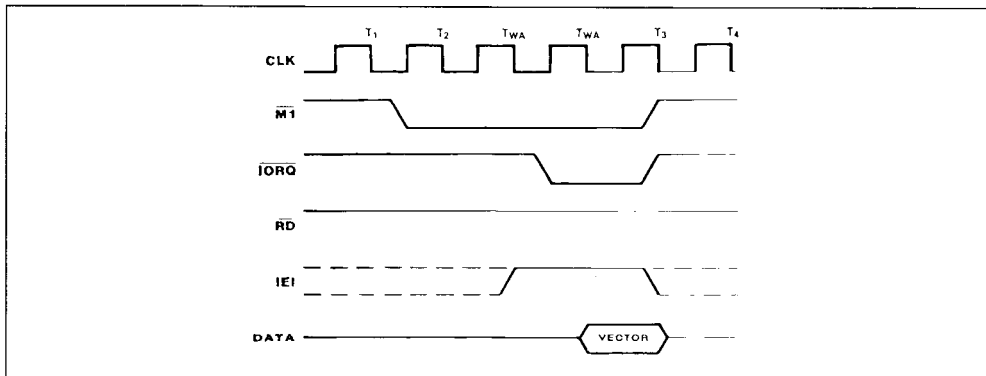 T1 T2 TWA TWA T3 T4
CLK
M1
IORQ
RD
IEI
DATA VECTOR